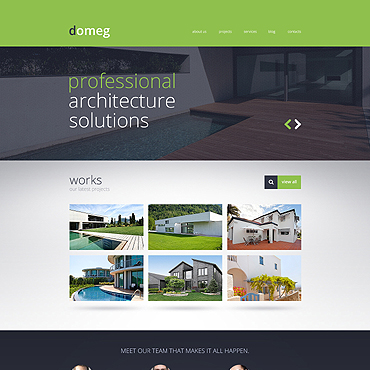 domeg
about us projects services blog contacts
professional
architecture
solutions
works
our latest projects
view all
MEET OUR TEAM THAT MAKES IT ALL HAPPEN.